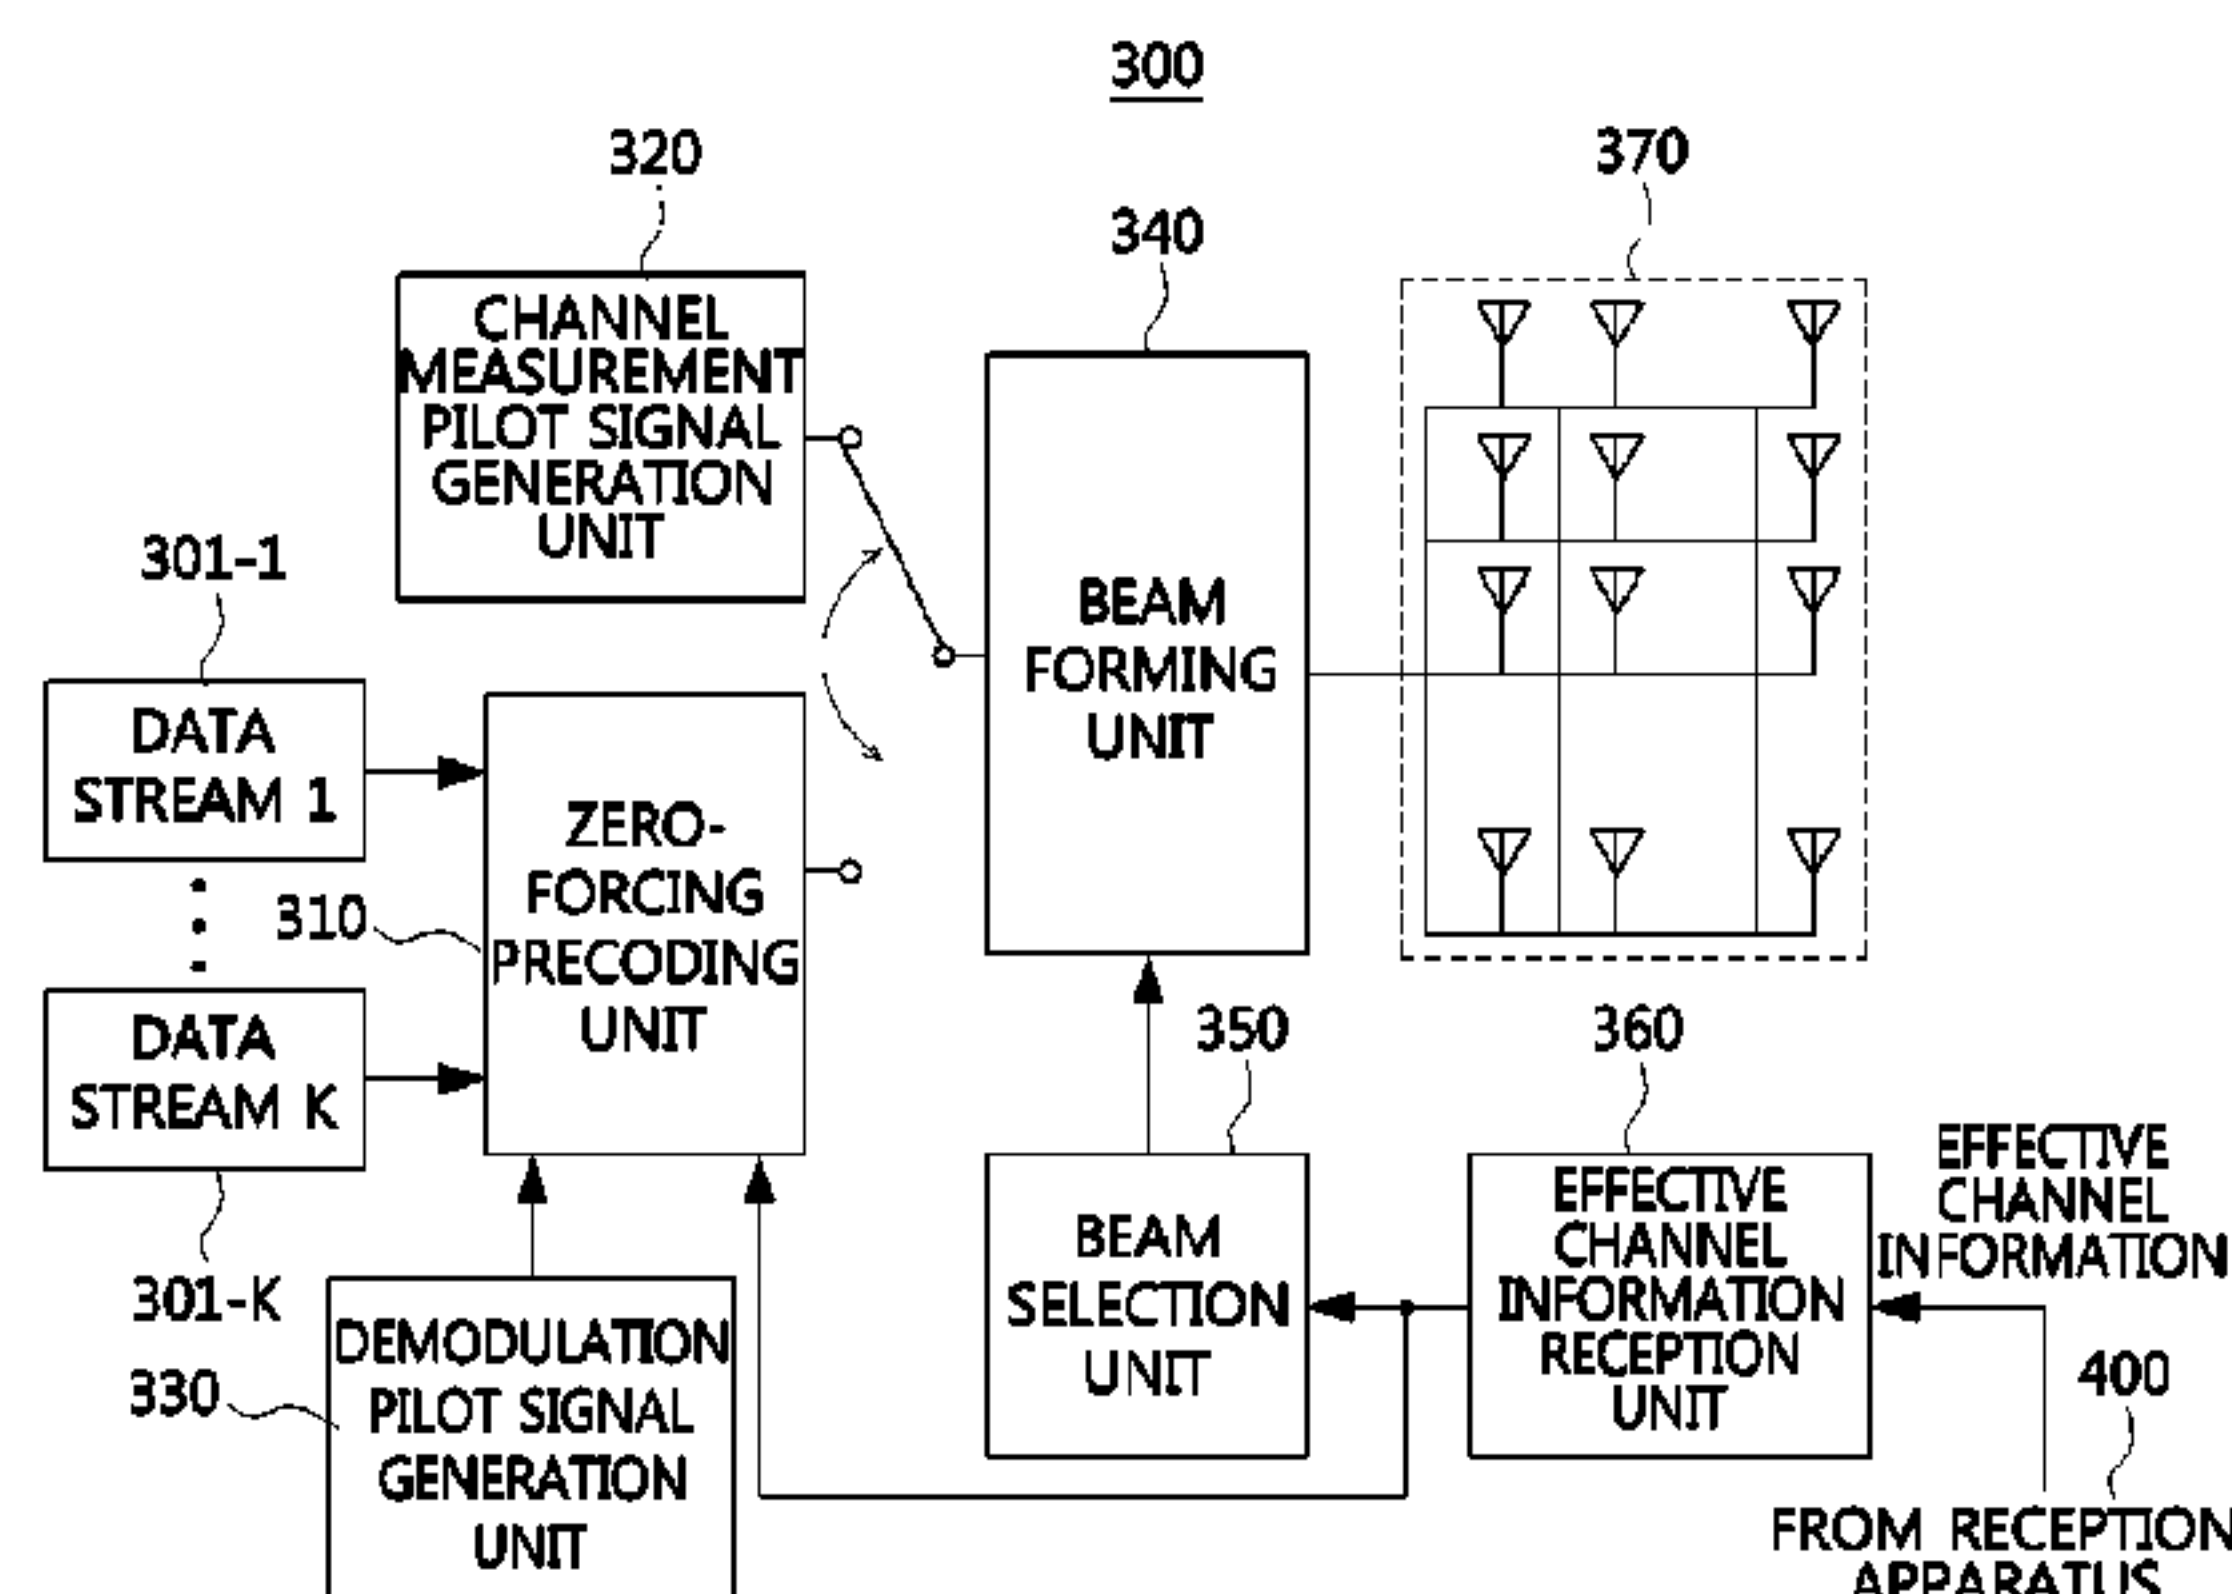 300
320
370
340
CHANNEL
MEASUREMENT
PILOT SIGNAL
GENERATION
UNIT
301-1
BEAM
FORMING
UNIT
DATA
STREAM 1
ZERO-
FORCING
PRECODING
UNIT
310
DATA
STREAM K
350
360
301-K
BEAM
SELECTION
UNIT
EFFECTIVE
CHANNEL
INFORMATION
RECEPTION
UNIT
EFFECTIVE
CHANNEL
INFORMATION
DEMODULATION
PILOT SIGNAL
GENERATION
UNIT
330
400
FROM RECEPTION
APPARATUS